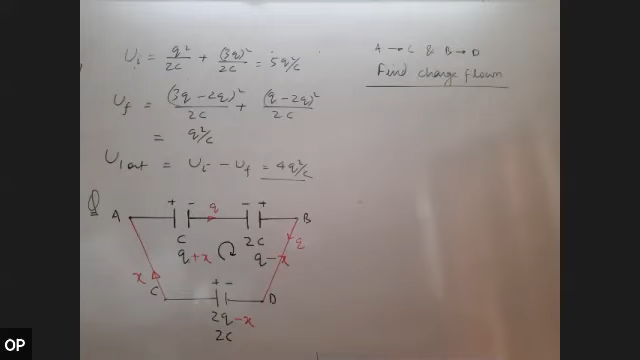 Ui = q²/2C + (3q)²/2C = 5q²/C
Uf = (3q – 2q)²/2C + (q – 2q)²/2C
= q²/C
U lost = Ui – Uf = 4q²/C
A → C & B → D
Find charge flown
Q
A + - q - + B
C 2C
q+x q-x
x q
C + - D
2q-x
2C
OP